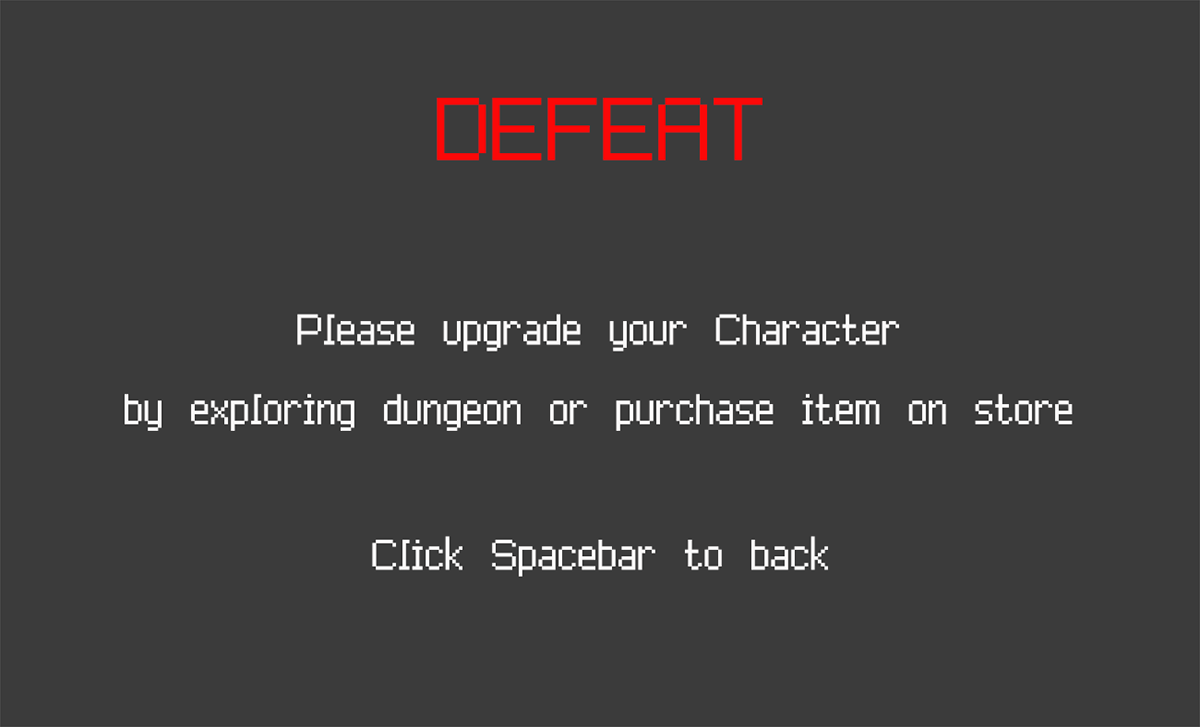 DEFEAT
Please upgrade your Character
by exploring dungeon or purchase item on store
Click Spacebar to back